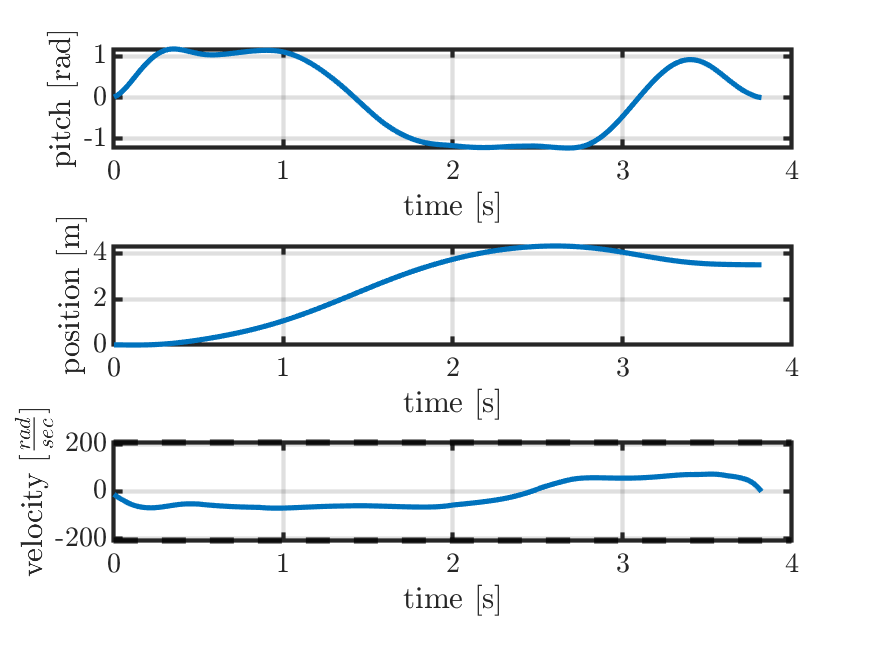 pitch [rad]
1
0
-1
0 1 2 3 4
time [s]
position [m]
4
2
0
0 1 2 3 4
time [s]
velocity [rad/sec]
200
0
-200
0 1 2 3 4
time [s]